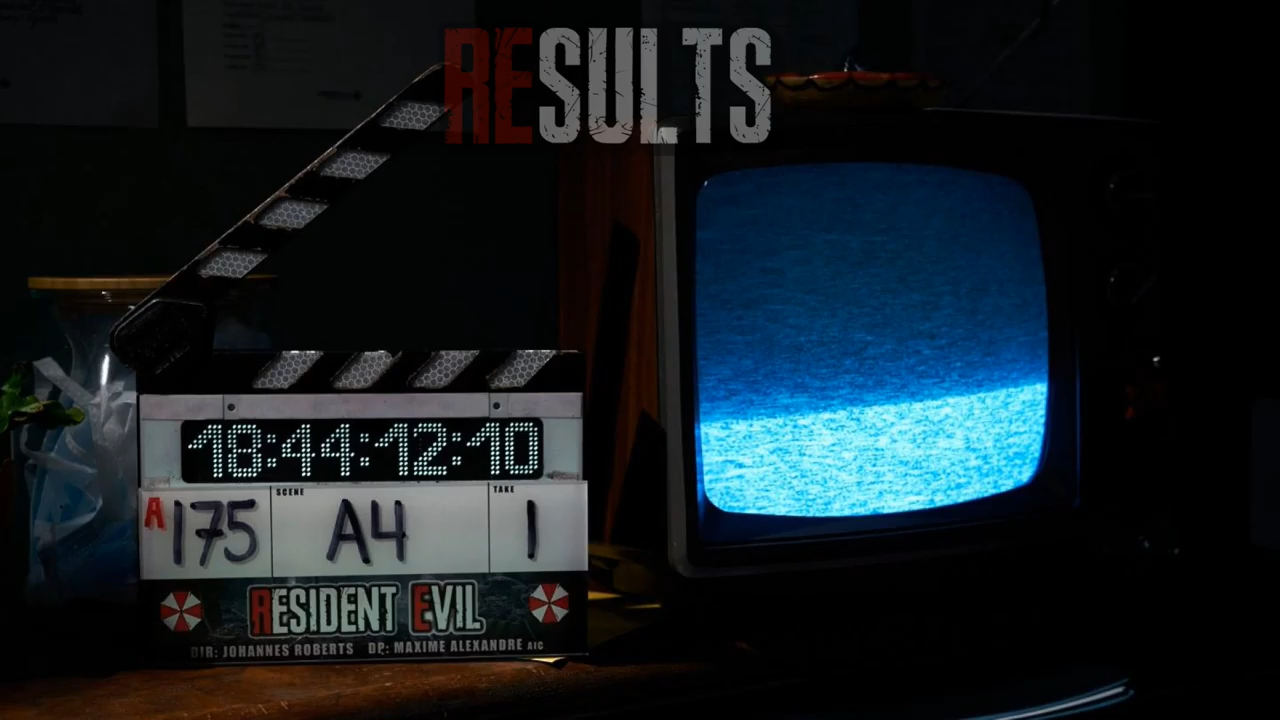 RESULTS
18:44:12:10
SCENE
TAKE
A 175
A4
1
RESIDENT EVIL
DIR: JOHANNES ROBERTS DP: MAXIME ALEXANDRE AIC